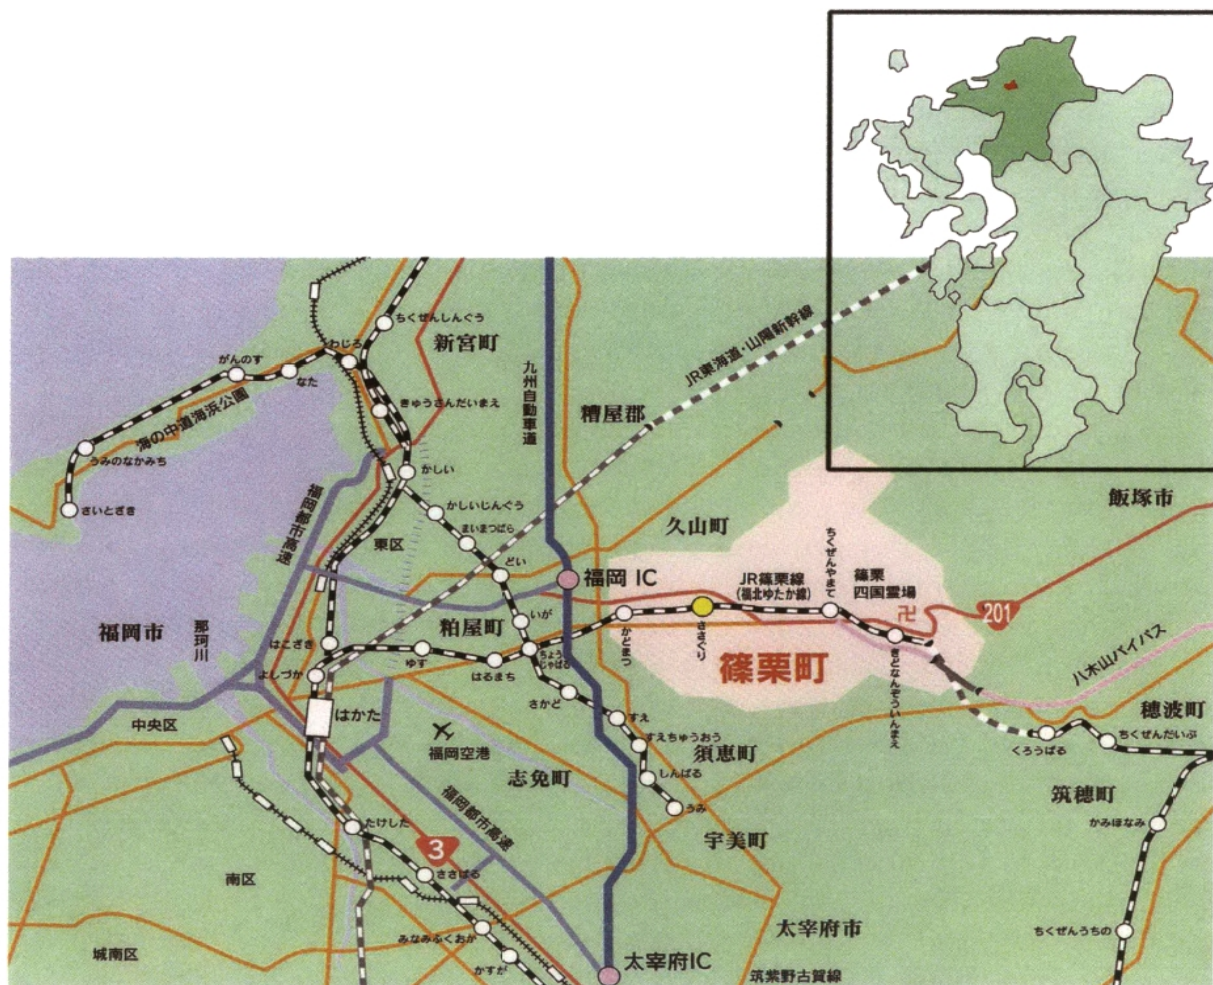 ちくぜんしんぐう
新宮町
わじろ
がんのす
なた
海の中道海浜公園
きゅうさんだいまえ
うみのなかみち
さいとざき
かしい
九州自動車道
JR東海道・山陽新幹線
糟屋郡
福岡都市高速
かしいじんぐう
まいまつばら
東区
どい
久山町
飯塚市
福岡 IC
いが
JR篠栗線
(福北ゆたか線)
ちくぜんやまて
篠栗
四国霊場
卍
201
福岡市
那珂川
はこざき
粕屋町
かどまつ
ささぐり
篠栗町
きどなんぞういんまえ
八木山バイパス
よしづか
ゆす
はるまち
ちょう
じゃばる
さかど
はかた
中央区
福岡空港
すえ
すえちゅうおう
須恵町
くろうばる
ちくぜんだいぶ
穂波町
志免町
しんばる
うみ
筑穂町
福岡都市高速
宇美町
かみほなみ
たけした
3
ささばる
南区
みなみふくおか
太宰府市
ちくぜんうちの
城南区
かすが
太宰府IC
筑紫野古賀線